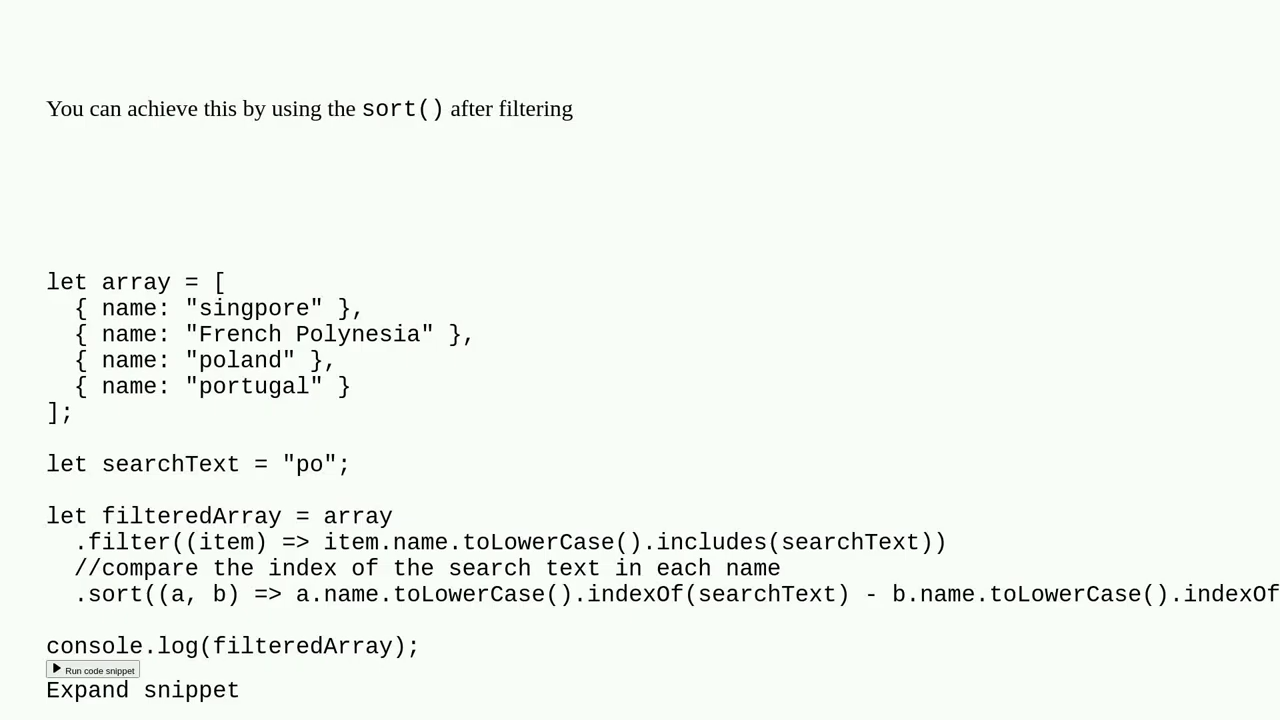 You can achieve this by using the sort() after filtering
let array = [
  { name: "singpore" },
  { name: "French Polynesia" },
  { name: "poland" },
  { name: "portugal" }
];
let searchText = "po";
let filteredArray = array
  .filter((item) => item.name.toLowerCase().includes(searchText))
  //compare the index of the search text in each name
  .sort((a, b) => a.name.toLowerCase().indexOf(searchText) - b.name.toLowerCase().indexOf
console.log(filteredArray);
Run code snippet
Expand snippet